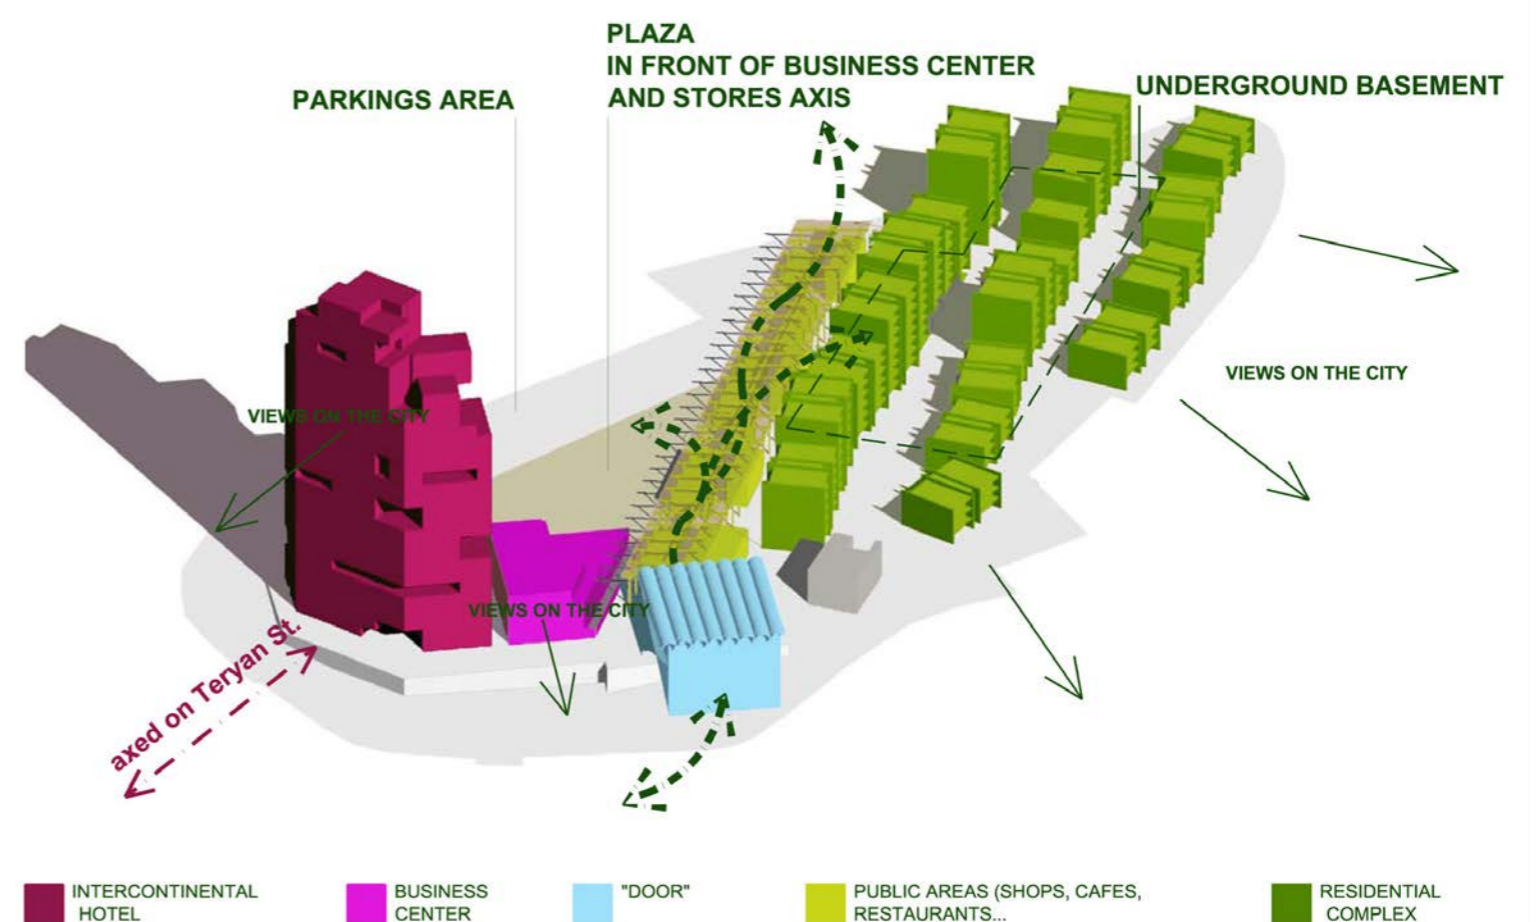 PLAZA
IN FRONT OF BUSINESS CENTER
AND STORES AXIS
PARKINGS AREA
UNDERGROUND BASEMENT
VIEWS ON THE CITY
VIEWS ON THE CITY
VIEWS ON THE CITY
axed on Teryan St.
INTERCONTINENTAL
HOTEL
BUSINESS
CENTER
"DOOR"
PUBLIC AREAS (SHOPS, CAFES,
RESTAURANTS...
RESIDENTIAL
COMPLEX